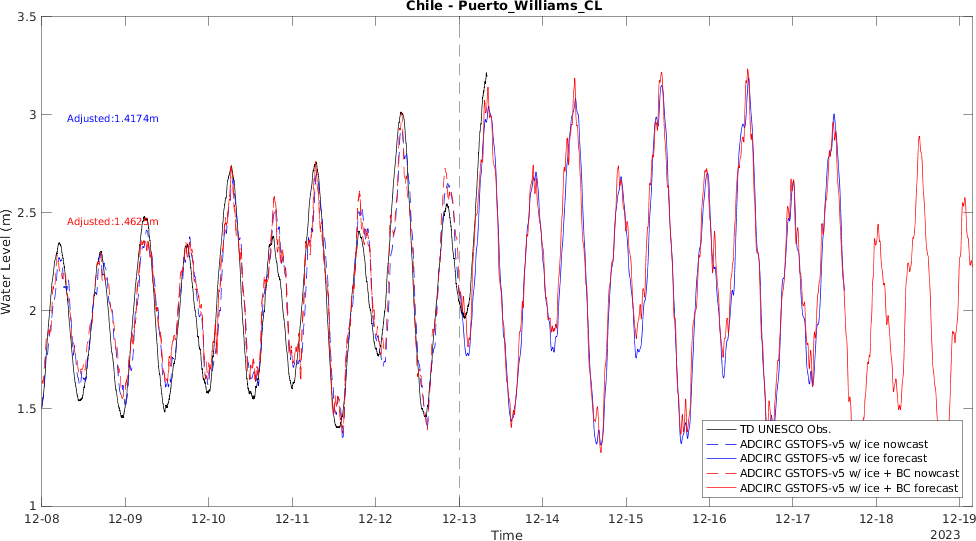 Chile - Puerto_Williams_CL
3.5
3
2.5
2
1.5
1
Water Level (m)
Adjusted:1.4174m
Adjusted:1.462 m
TD UNESCO Obs.
ADCIRC GSTOFS-v5 w/ ice nowcast
ADCIRC GSTOFS-v5 w/ ice forecast
ADCIRC GSTOFS-v5 w/ ice + BC nowcast
ADCIRC GSTOFS-v5 w/ ice + BC forecast
12-08 12-09 12-10 12-11 12-12 12-13 12-14 12-15 12-16 12-17 12-18 12-19
Time
2023